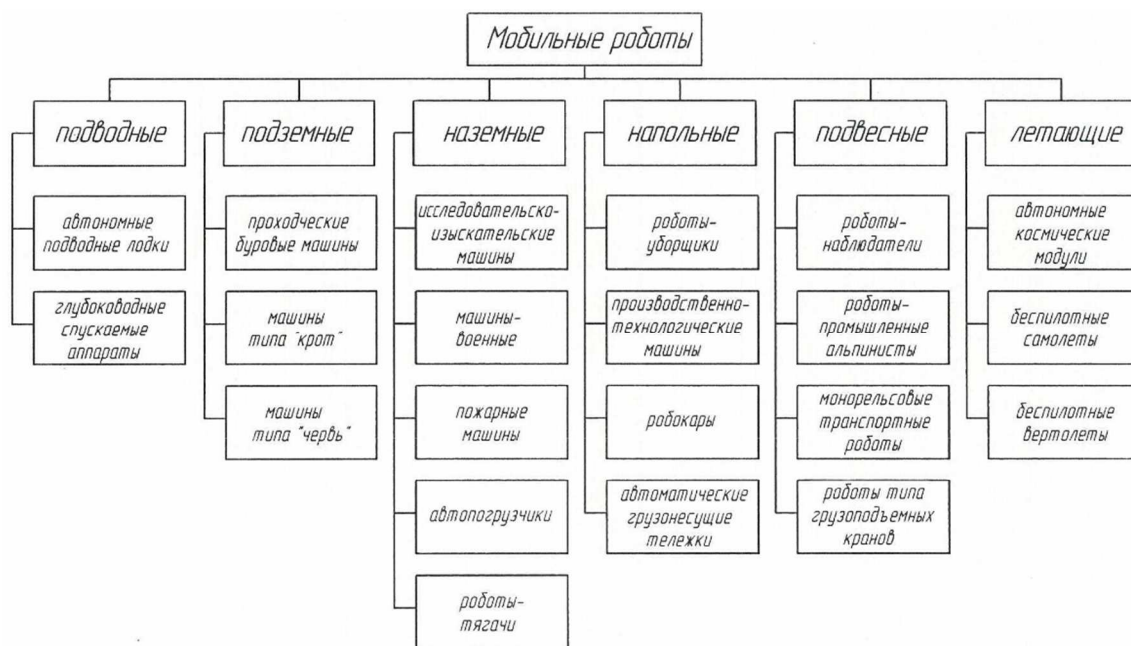 Мобильные роботы
подводные
подземные
наземные
напольные
подвесные
летающие
автономные
подводные лодки
глубоководные
спускаемые
аппараты
проходческие
буровые машины
машины
типа "крот"
машины
типа "червь"
исследовательско-
изыскательские
машины
машины-
военные
пожарные
машины
автопогрузчики
роботы-
тягачи
роботы-
уборщики
производственно-
технологические
машины
робокары
автоматические
грузонесущие
тележки
роботы-
наблюдатели
роботы-
промышленные
альпинисты
монорельсовые
транспортные
роботы
роботы типа
грузоподъемных
кранов
автономные
космические
модули
беспилотные
самолеты
беспилотные
вертолеты